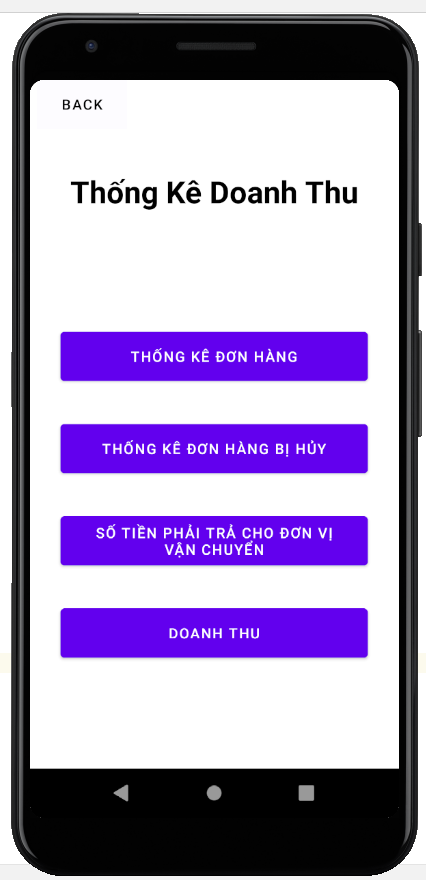 BACK
Thống Kê Doanh Thu
THỐNG KÊ ĐƠN HÀNG
THỐNG KÊ ĐƠN HÀNG BỊ HỦY
SỐ TIỀN PHẢI TRẢ CHO ĐƠN VỊ
VẬN CHUYỂN
DOANH THU